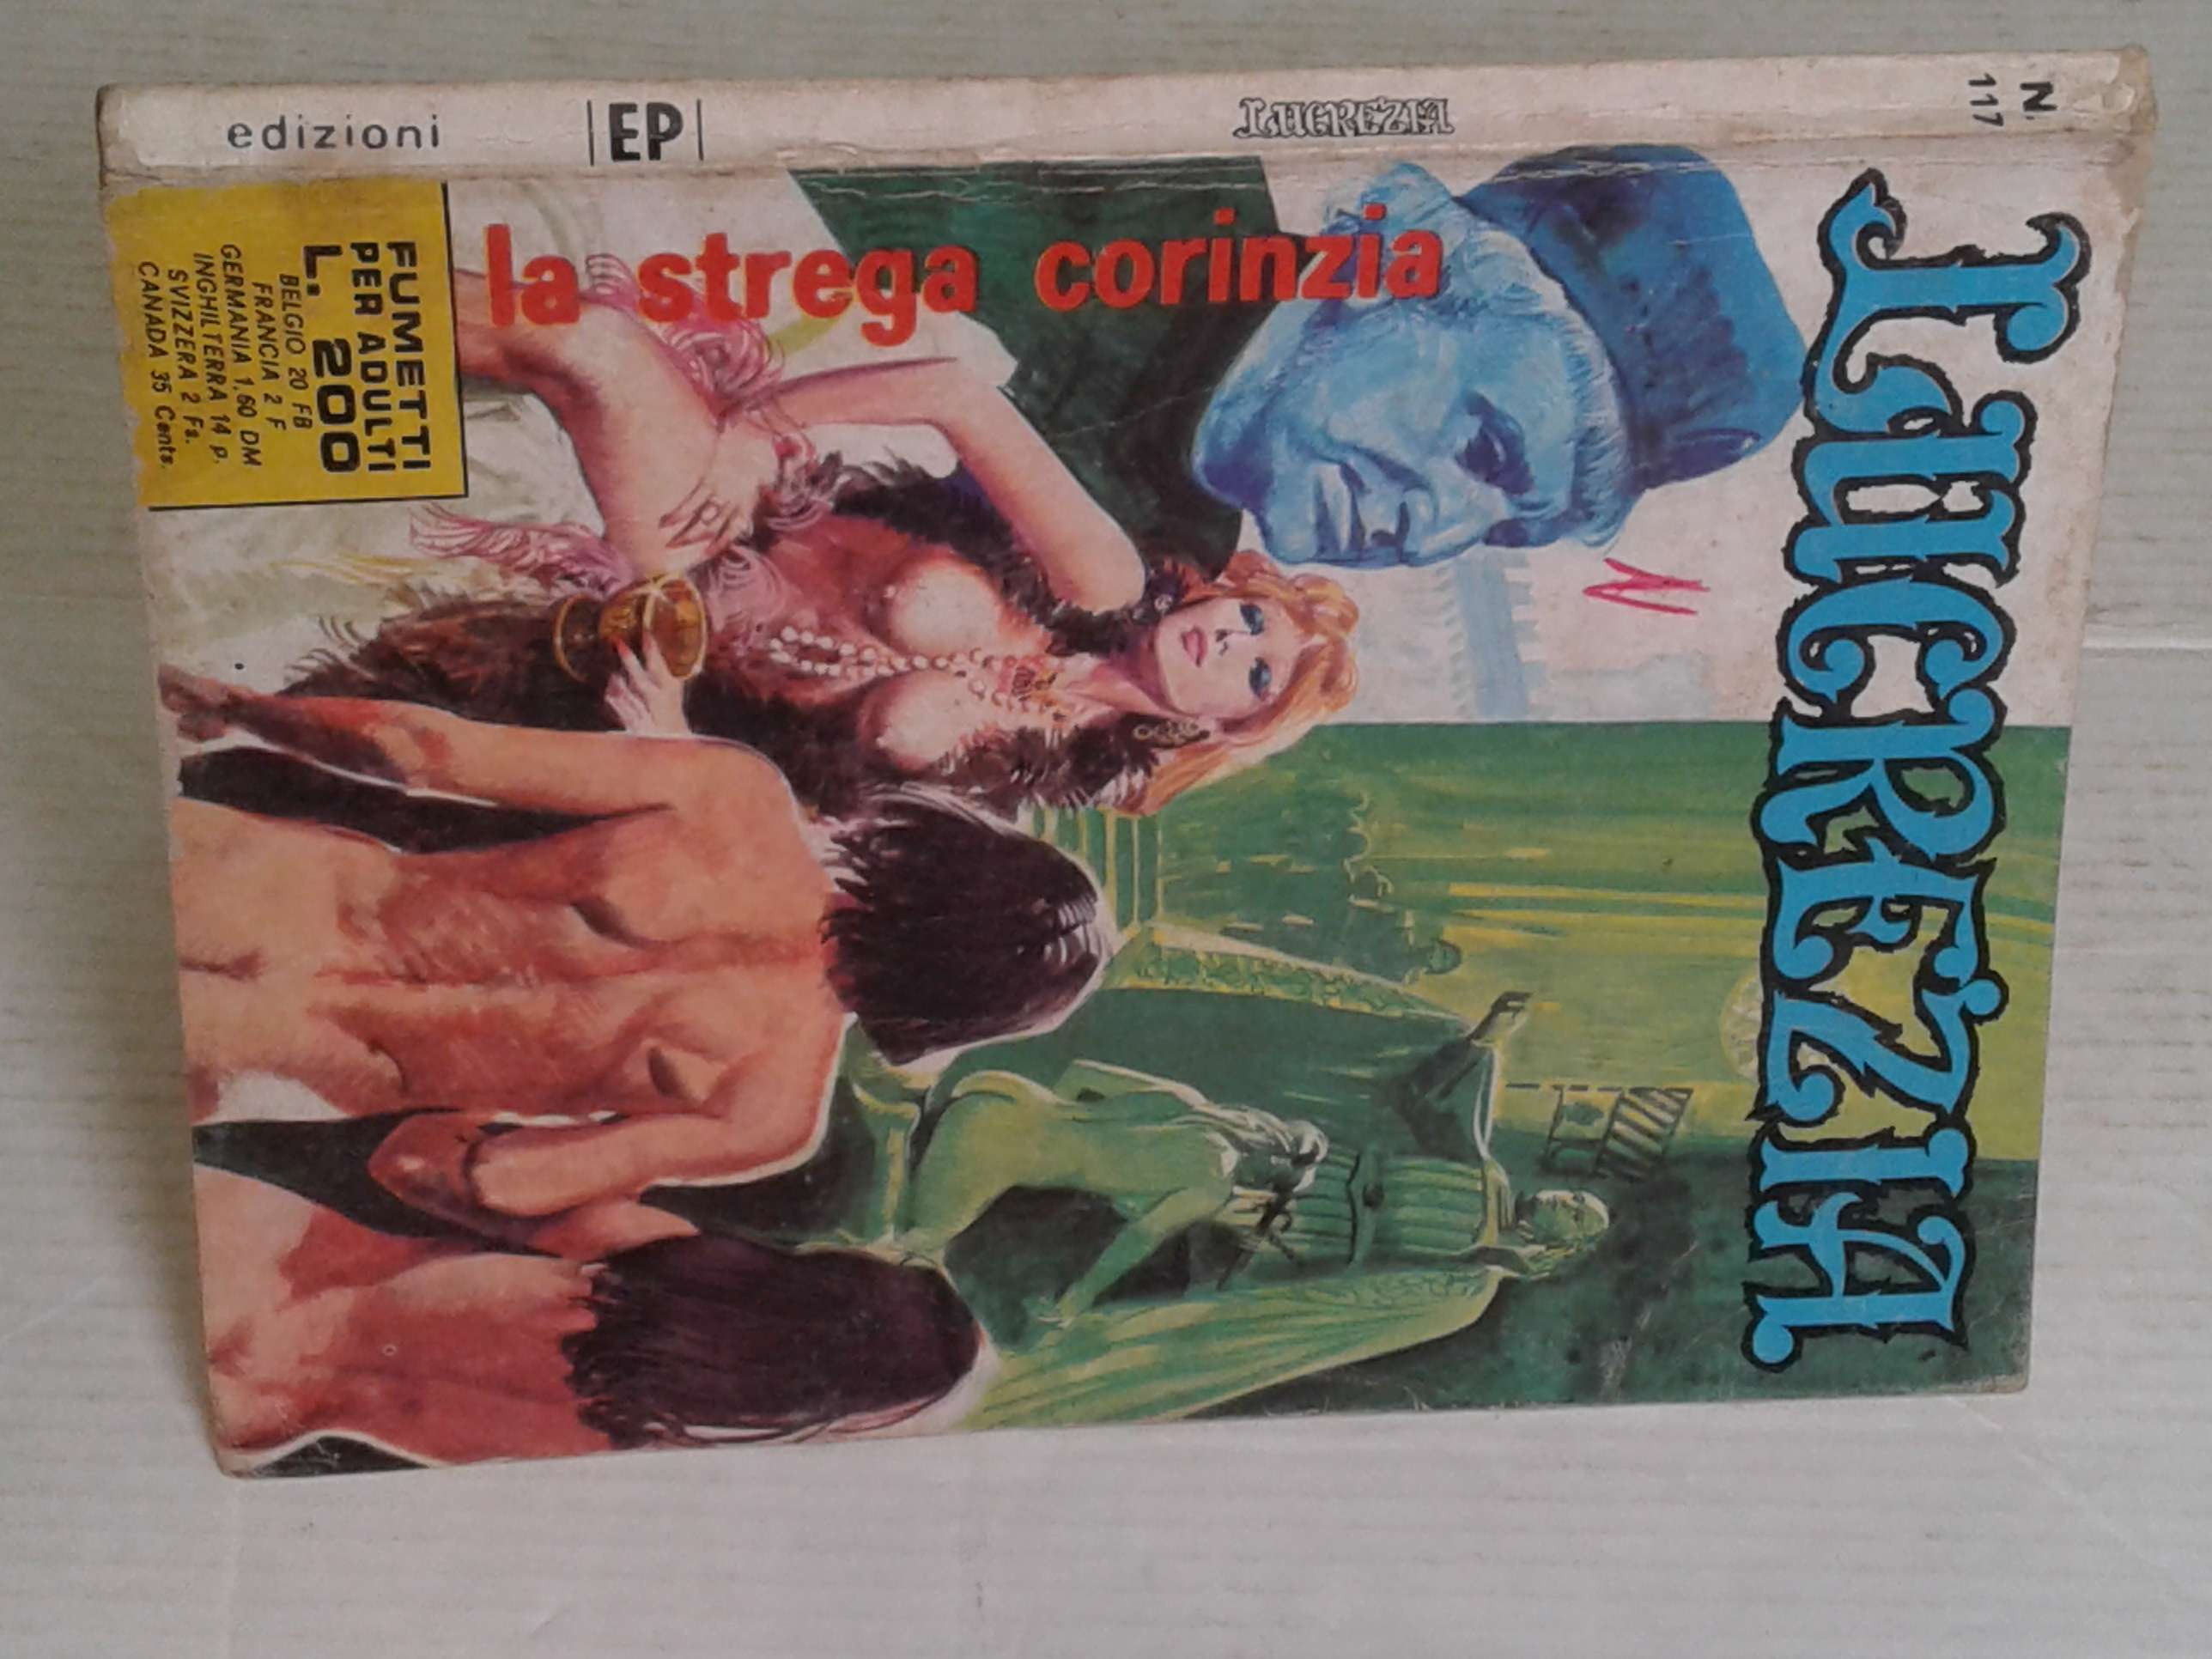 N. 117
LUCREZIA
|EP|
edizioni
LUCREZIA
la strega corinzia
FUMETTI
PER ADULTI
L. 200
BELGIO 20 FB
FRANCIA 2 F
GERMANIA 1,60 DM
INGHILTERRA 14 p.
SVIZZERA 2 Fs.
CANADA 35 Cents.
N